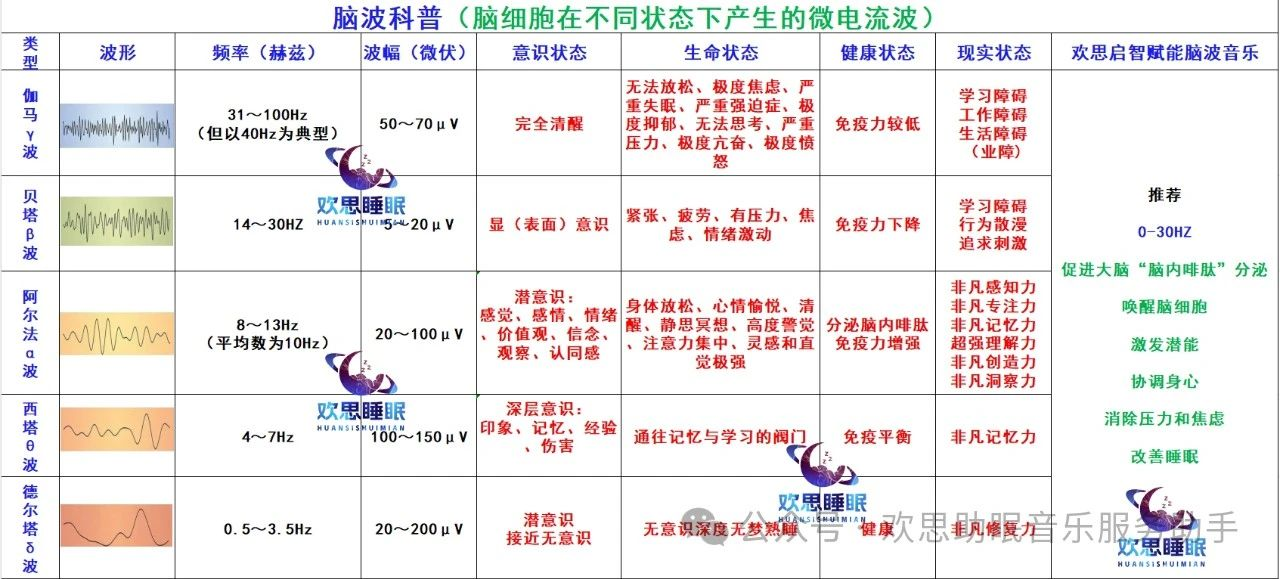 脑波科普（脑细胞在不同状态下产生的微电流波）
类
型
波形
频率（赫兹）
波幅（微伏）
意识状态
生命状态
健康状态
现实状态
欢思启智赋能脑波音乐
伽
马
γ
波
31～100Hz
（但以40Hz为典型）
50～70μV
完全清醒
无法放松、极度焦虑、严
重失眠、严重强迫症、极
度抑郁、无法思考、严重
压力、极度亢奋、极度愤
怒
免疫力较低
学习障碍
工作障碍
生活障碍
（业障）
贝
塔
β
波
14～30HZ
5～20μV
显（表面）意识
紧张、疲劳、有压力、焦
虑、情绪激动
免疫力下降
学习障碍
行为散漫
追求刺激
阿
尔
法
α
波
8～13Hz
（平均数为10Hz）
20～100μV
潜意识：
感觉、感情、情绪
、价值观、信念、
观察、认同感
身体放松、心情愉悦、清
醒、静思冥想、高度警觉
、注意力集中、灵感和直
觉极强
分泌脑内啡肽
免疫力增强
非凡感知力
非凡专注力
非凡记忆力
超强理解力
非凡创造力
非凡洞察力
西
塔
θ
波
4～7Hz
100～150μV
深层意识：
印象、记忆、经验
、伤害
通往记忆与学习的阀门
免疫平衡
非凡记忆力
德
尔
塔
δ
波
0.5～3.5Hz
20～200μV
潜意识
接近无意识
无意识深度无梦熟睡
健康
非凡修复力
推荐
0-30HZ
促进大脑“脑内啡肽”分泌
唤醒脑细胞
激发潜能
协调身心
消除压力和焦虑
改善睡眠
欢思睡眠
HUANSISHUIMIAN
欢思睡眠
HUANSISHUIMIAN
欢思睡眠
HUANSISHUIMIAN
欢思睡眠
HUANSISHUIMIAN
公众号·欢思助眠音乐服务助手